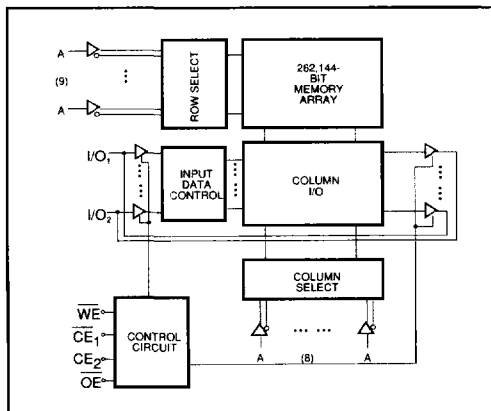 A
(9)
A
ROW SELECT
262,144-
BIT
MEMORY
ARRAY
I/O1
I/O2
INPUT
DATA
CONTROL
COLUMN
I/O
COLUMN
SELECT
WE
CE1
CE2
OE
CONTROL
CIRCUIT
A
(8)
A